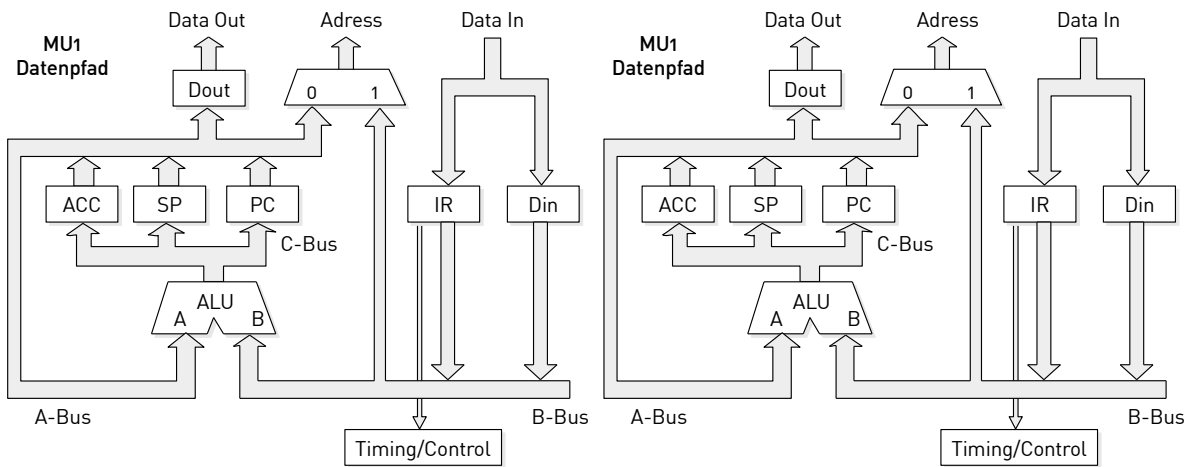 Data Out Adress Data In
MU1
Datenpfad
Dout
0 1
ACC SP PC IR Din
C-Bus
ALU
A B
A-Bus B-Bus
Timing/Control
Data Out Adress Data In
MU1
Datenpfad
Dout
0 1
ACC SP PC IR Din
C-Bus
ALU
A B
A-Bus B-Bus
Timing/Control